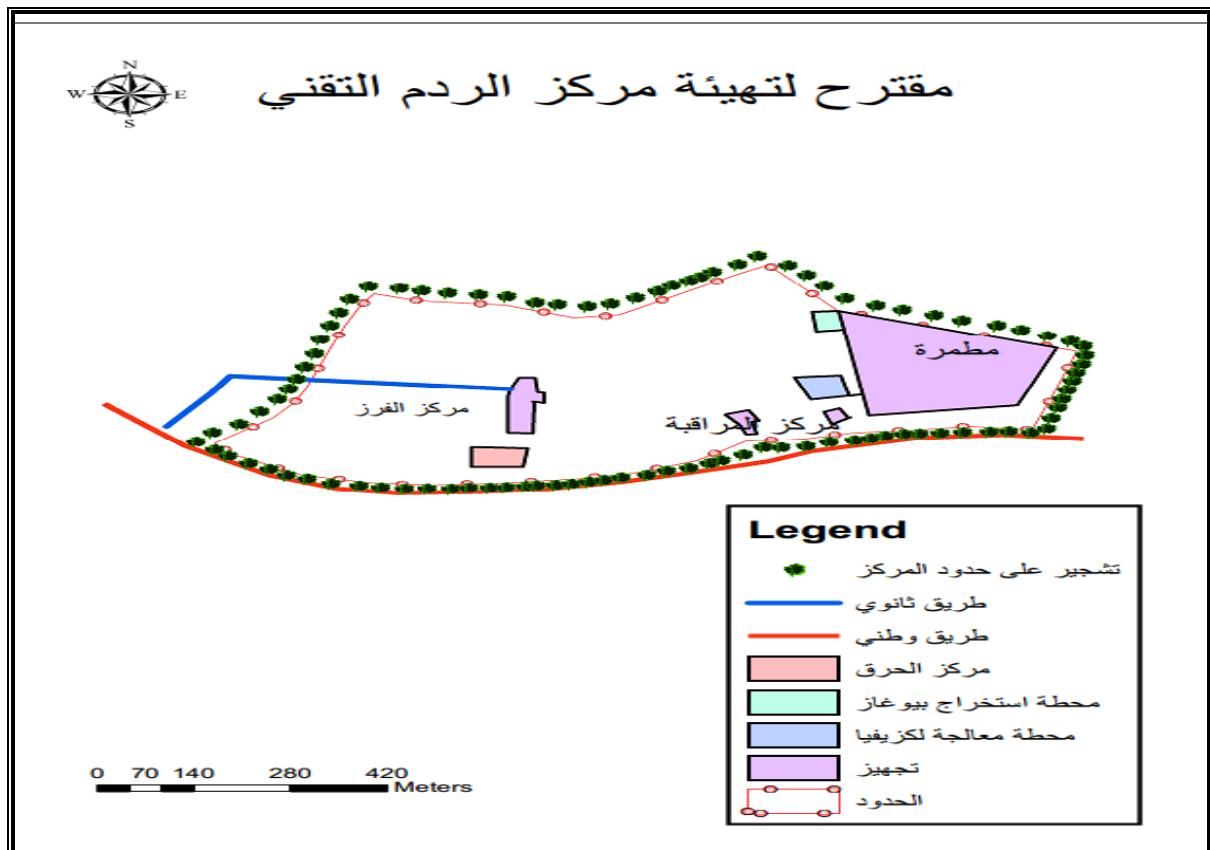 N
W E
S
مقترح لتهيئة مركز الردم التقني
مطمرة
مركز الفرز
مركز المراقبة
Legend
تشجير على حدود المركز
طريق ثانوي
طريق وطني
مركز الحرق
محطة استخراج بيوغاز
محطة معالجة لكزيفيا
تجهيز
الحدود
0 70 140 280 420
Meters